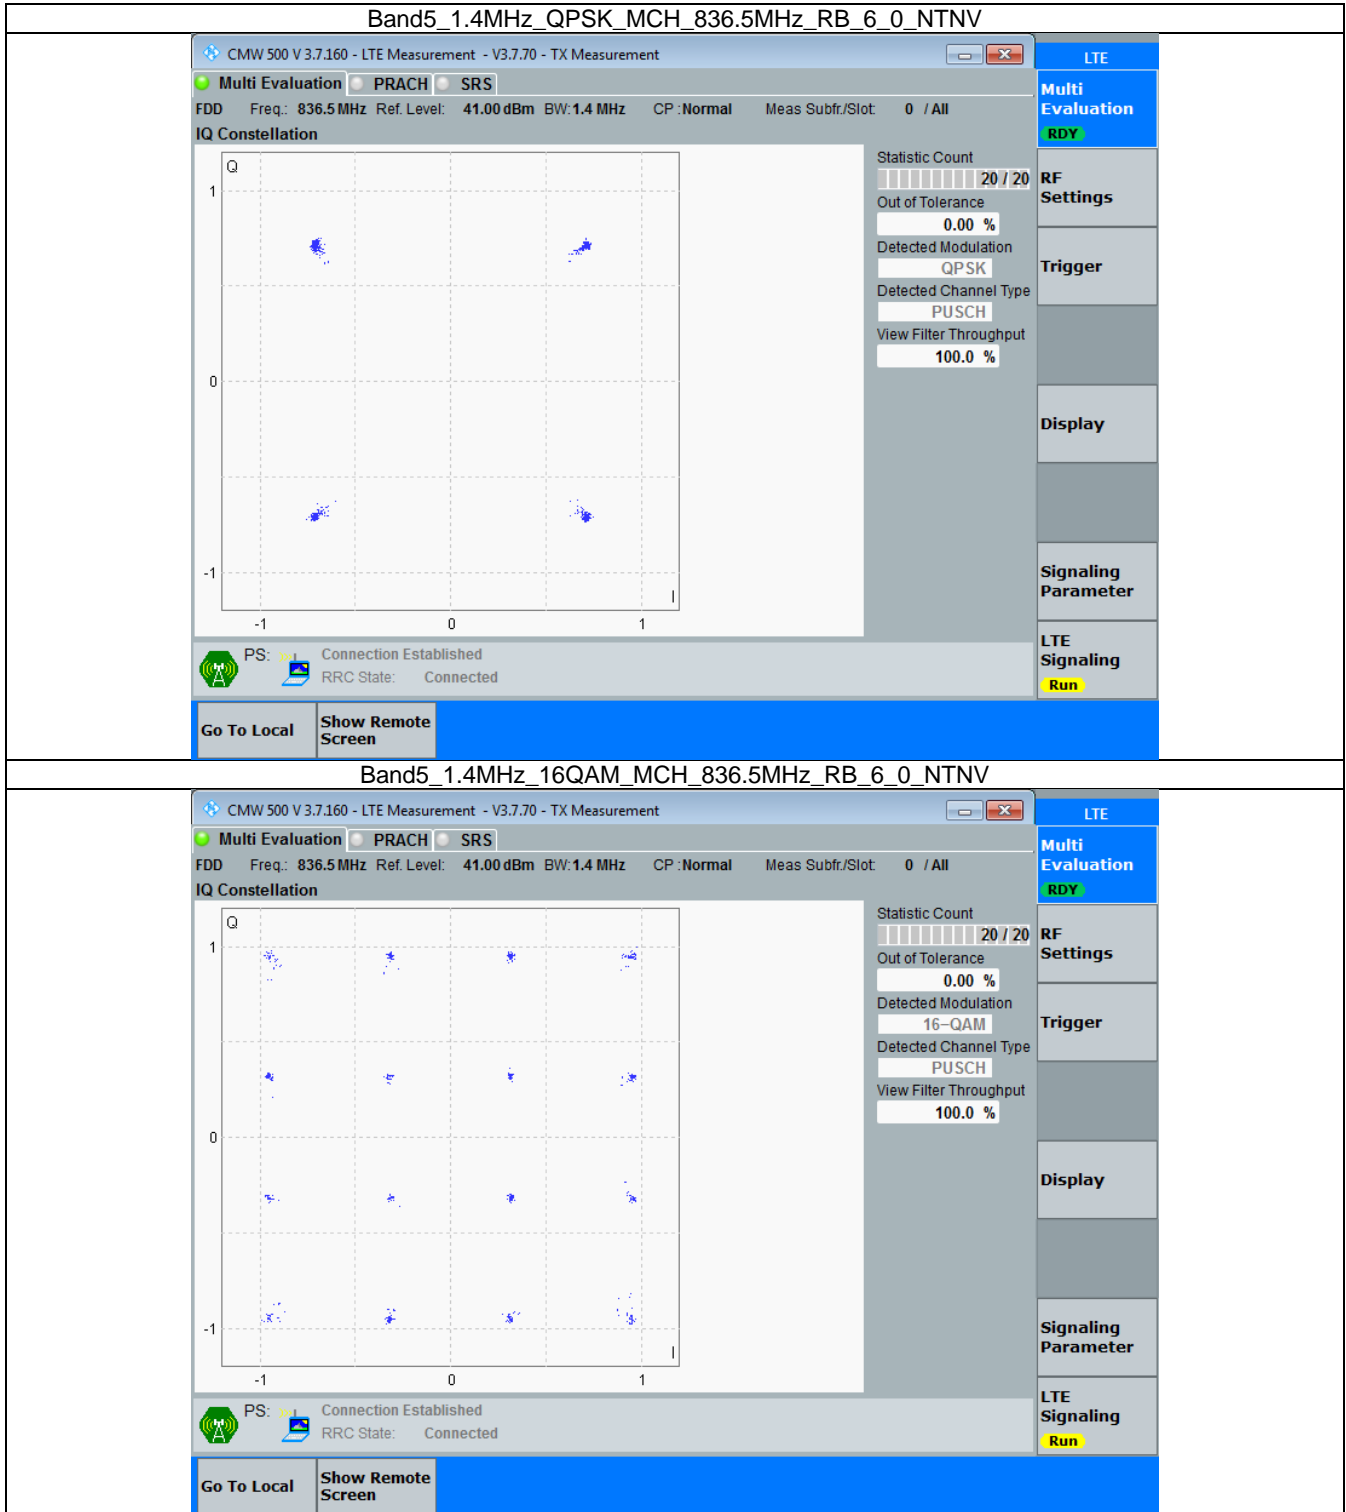 Band5_1.4MHz_QPSK_MCH_836.5MHz_RB_6_0_NTNV
CMW 500 V 3.7.160 - LTE Measurement - V3.7.70 - TX Measurement
LTE
Multi Evaluation PRACH SRS
Multi
Evaluation
RDY
FDD Freq.: 836.5 MHz Ref. Level: 41.00 dBm BW: 1.4 MHz CP : Normal Meas Subfr./Slot: 0 / All
IQ Constellation
Q
1
0
-1
I
-1 0 1
Statistic Count
20 / 20
Out of Tolerance
0.00 %
Detected Modulation
QPSK
Detected Channel Type
PUSCH
View Filter Throughput
100.0 %
RF
Settings
Trigger
Display
Signaling
Parameter
LTE
Signaling
Run
PS: Connection Established
RRC State: Connected
Go To Local
Show Remote
Screen
Band5_1.4MHz_16QAM_MCH_836.5MHz_RB_6_0_NTNV
CMW 500 V 3.7.160 - LTE Measurement - V3.7.70 - TX Measurement
LTE
Multi Evaluation PRACH SRS
Multi
Evaluation
RDY
FDD Freq.: 836.5 MHz Ref. Level: 41.00 dBm BW: 1.4 MHz CP : Normal Meas Subfr./Slot: 0 / All
IQ Constellation
Q
1
0
-1
I
-1 0 1
Statistic Count
20 / 20
Out of Tolerance
0.00 %
Detected Modulation
16-QAM
Detected Channel Type
PUSCH
View Filter Throughput
100.0 %
RF
Settings
Trigger
Display
Signaling
Parameter
LTE
Signaling
Run
PS: Connection Established
RRC State: Connected
Go To Local
Show Remote
Screen